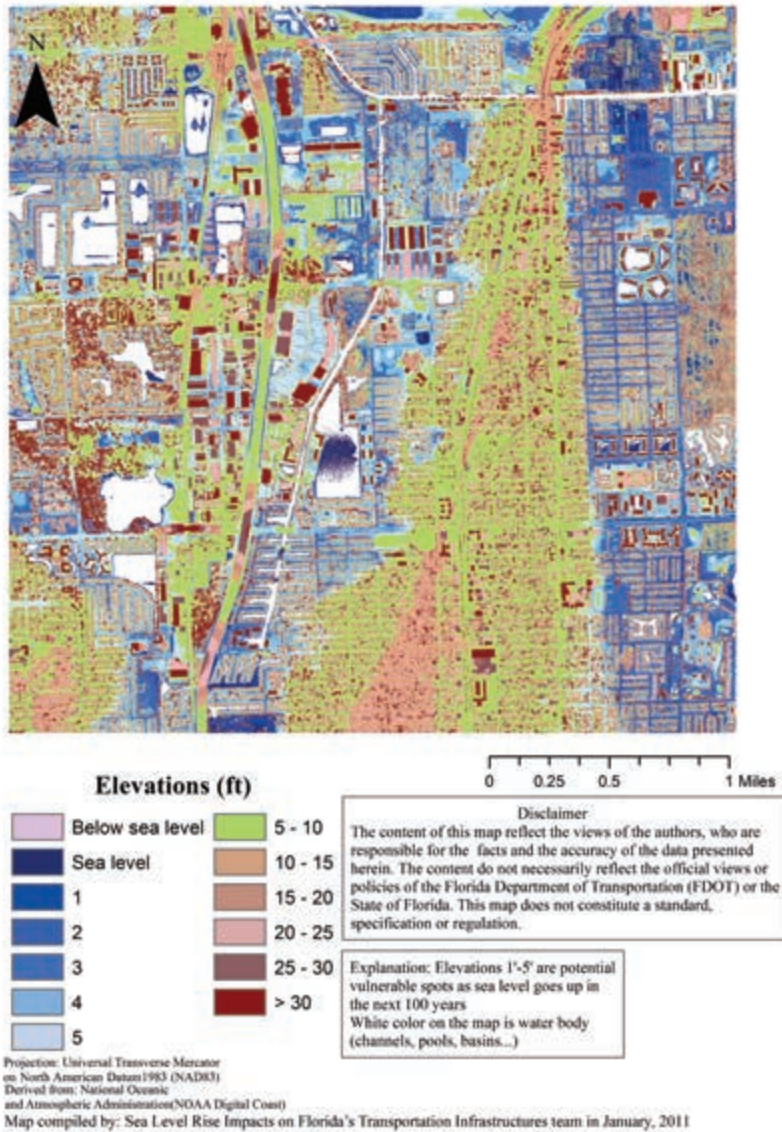 N
Elevations (ft)
Below sea level
Sea level
1
2
3
4
5
5 - 10
10 - 15
15 - 20
20 - 25
25 - 30
> 30
0 0.25 0.5 1 Miles
Disclaimer
The content of this map reflect the views of the authors, who are
responsible for the facts and the accuracy of the data presented
herein. The content do not necessarily reflect the official views or
policies of the Florida Department of Transportation (FDOT) or the
State of Florida. This map does not constitute a standard,
specification or regulation.
Explanation: Elevations 1'-5' are potential
vulnerable spots as sea level goes up in
the next 100 years
White color on the map is water body
(channels, pools, basins...)
Projection: Universal Transverse Mercator
on North American Datum1983 (NAD83)
Derived from: National Oceanic
and Atmospheric Administration(NOAA Digital Coast)
Map compiled by: Sea Level Rise Impacts on Florida's Transportation Infrastructures team in January, 2011